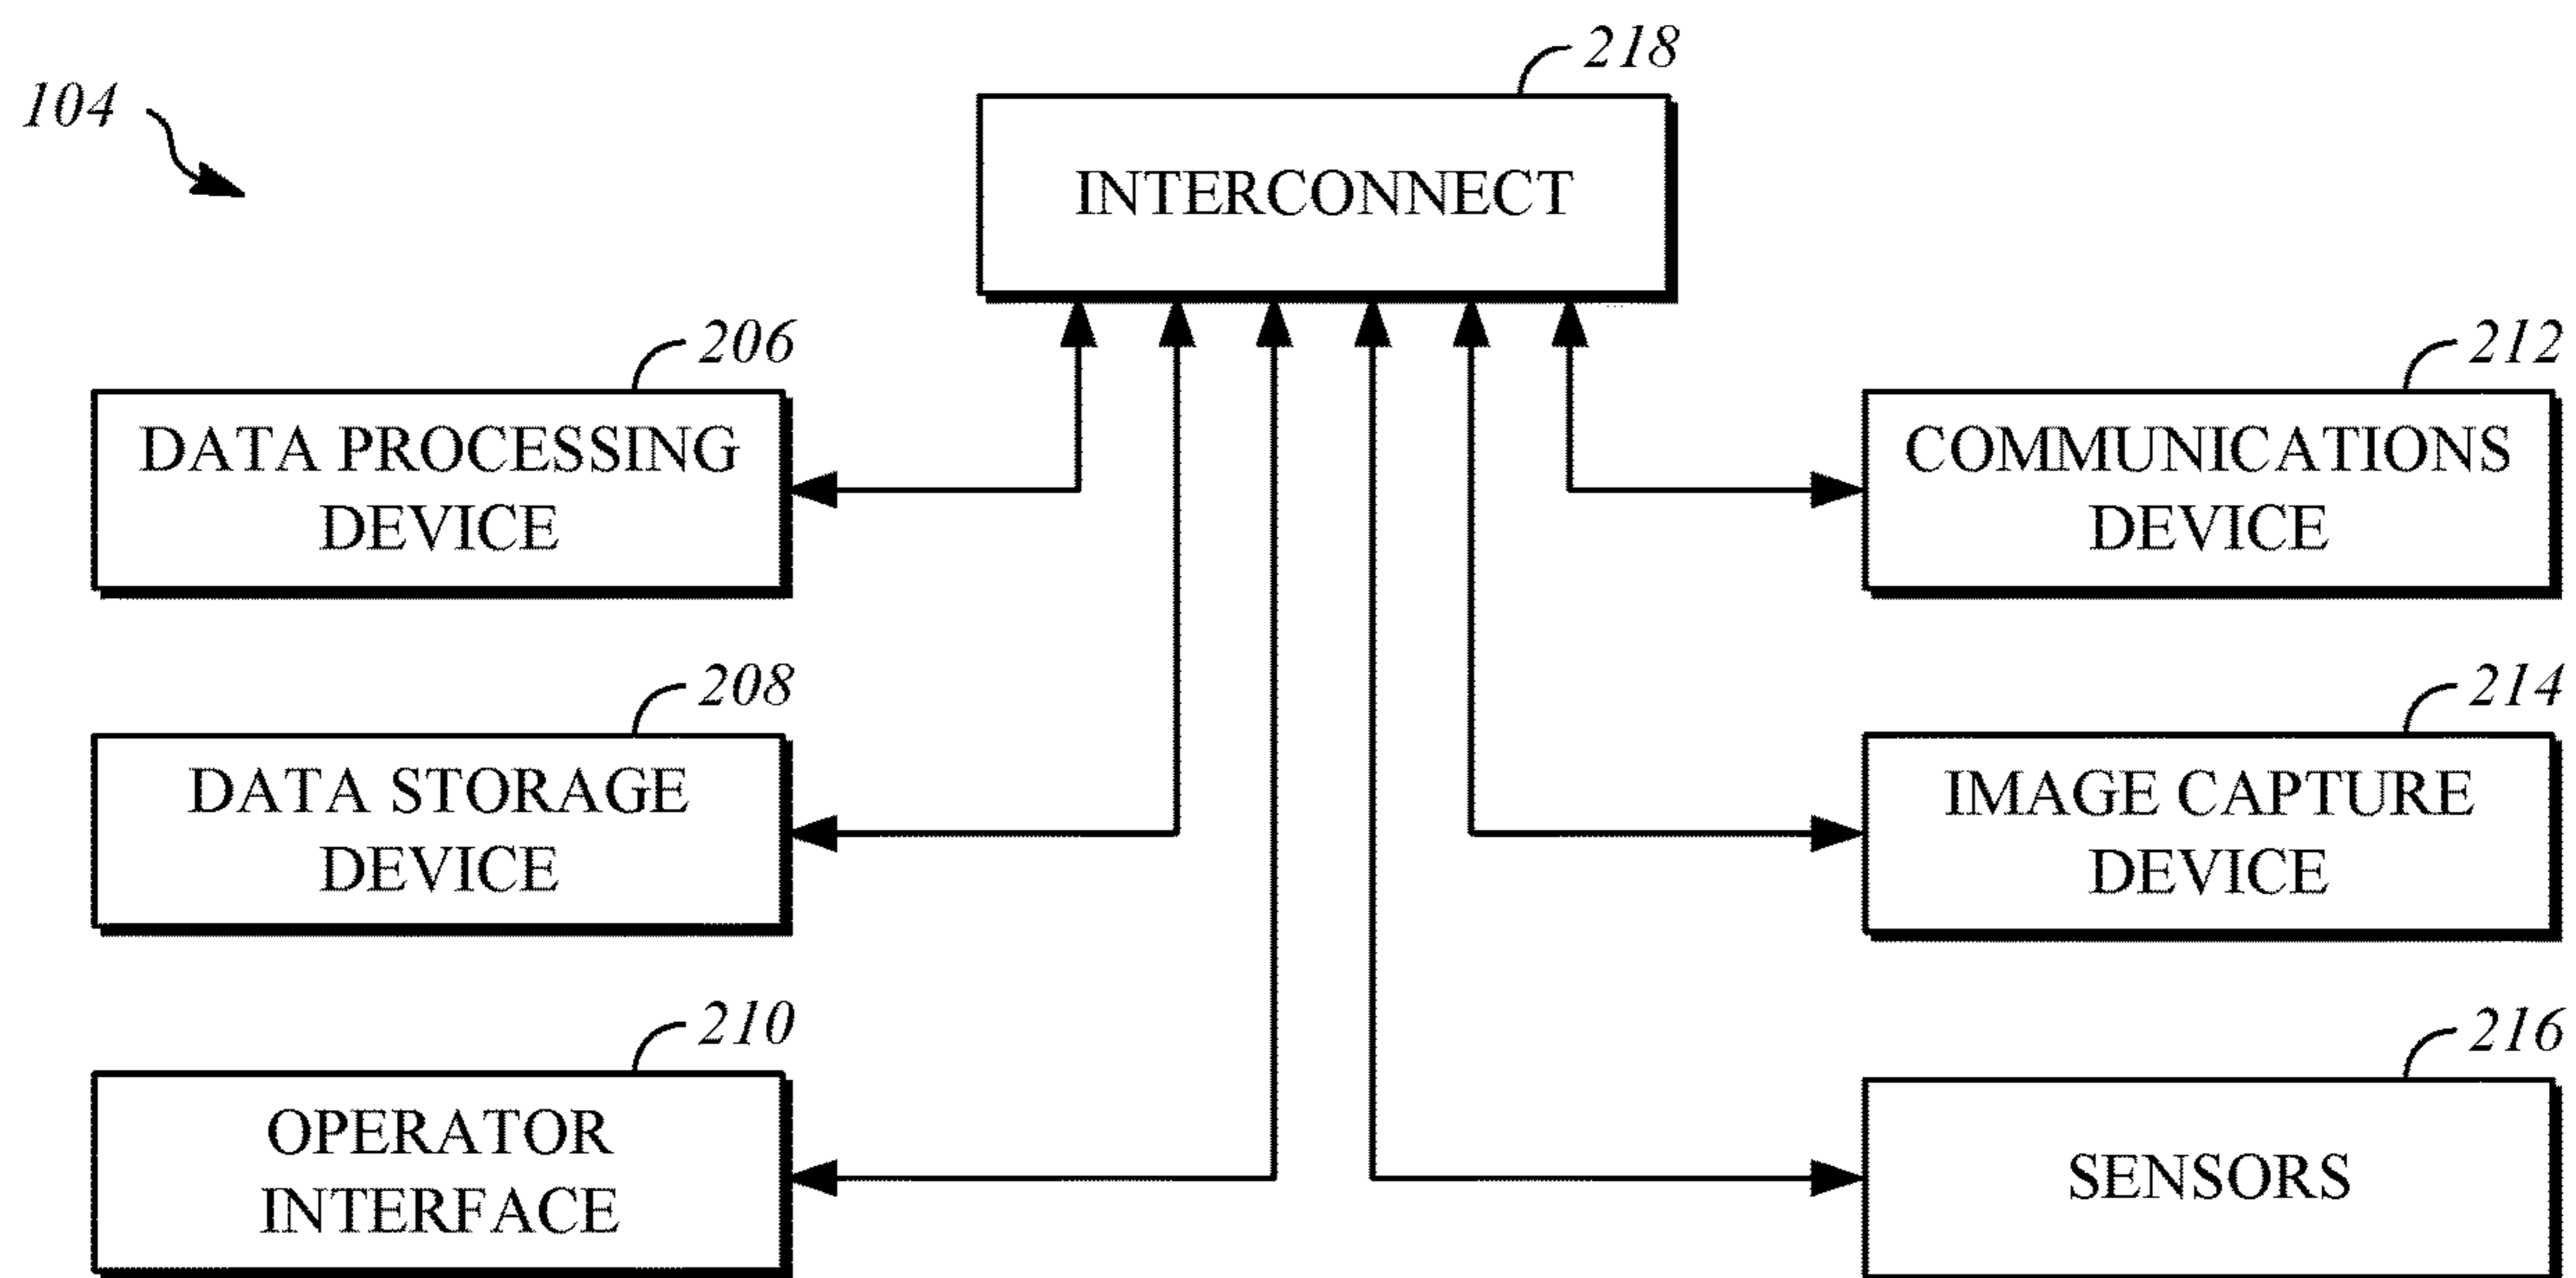 218
104
INTERCONNECT
206
DATA PROCESSING
DEVICE
212
COMMUNICATIONS
DEVICE
208
DATA STORAGE
DEVICE
214
IMAGE CAPTURE
DEVICE
210
OPERATOR
INTERFACE
216
SENSORS